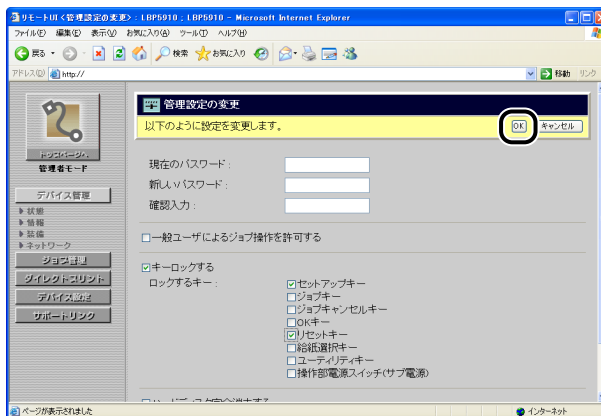 リモートUI <管理設定の変更> : LBP5910 ; LBP5910 - Microsoft Internet Explorer
ファイル(F) 編集(E) 表示(V) お気に入り(A) ツール(T) ヘルプ(H)
戻る 検索 お気に入り
アドレス(D) http:// 移動 リンク
トップページへ
管理者モード
デバイス管理
状態
情報
装備
ネットワーク
ジョブ管理
ダイレクトプリント
デバイス設定
サポートリンク
管理設定の変更
以下のように設定を変更します。 OK キャンセル
現在のパスワード :
新しいパスワード :
確認入力 :
一般ユーザによるジョブ操作を許可する
キーロックする
ロックするキー : セットアップキー
ジョブキー
ジョブキャンセルキー
OKキー
リセットキー
給紙選択キー
ユーティリティキー
操作部電源スイッチ(サブ電源)
ページが表示されました インターネット